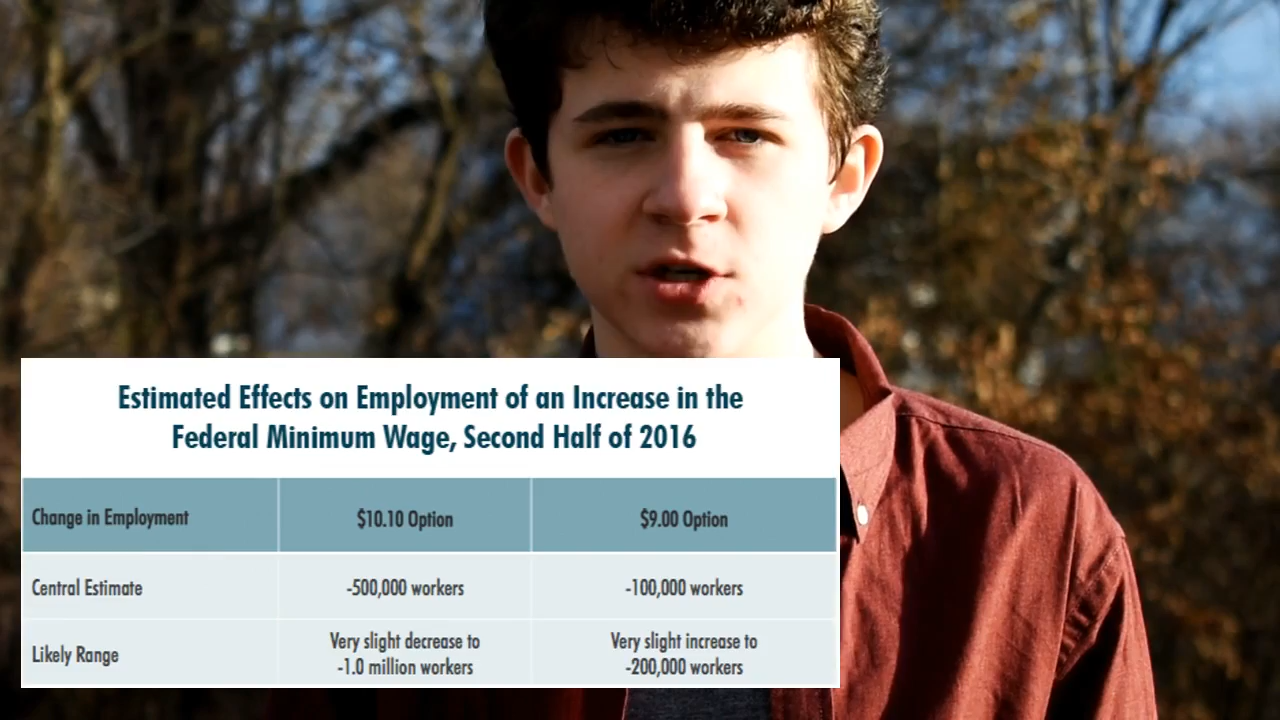 Estimated Effects on Employment of an Increase in the
Federal Minimum Wage, Second Half of 2016
Change in Employment $10.10 Option $9.00 Option
Central Estimate -500,000 workers -100,000 workers
Likely Range Very slight decrease to Very slight increase to
-1.0 million workers -200,000 workers